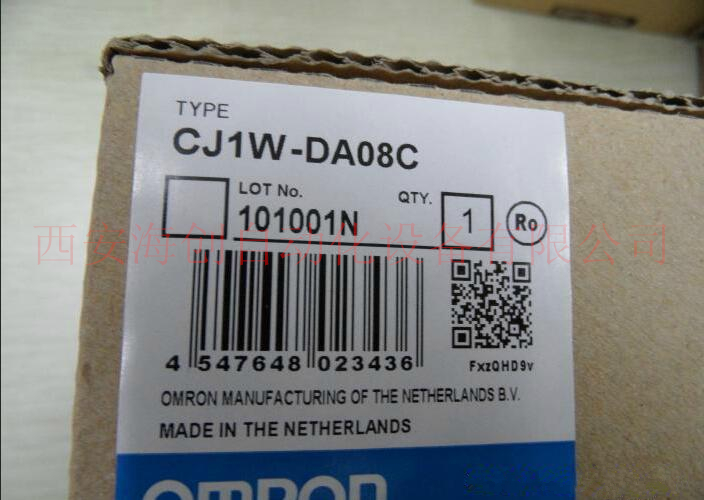 TYPE
CJ1W-DA08C
LOT No.
101001N
QTY.
1
Ro
西安海创自动化设备有限公司
4 547648 023436
FxzQHD9v
OMRON MANUFACTURING OF THE NETHERLANDS B.V.
MADE IN THE NETHERLANDS
OMRON